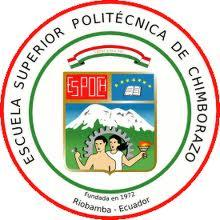 ESCUELA SUPERIOR POLITÉCNICA DE CHIMBORAZO
ESPOCH
Fundada en 1972
Riobamba - Ecuador